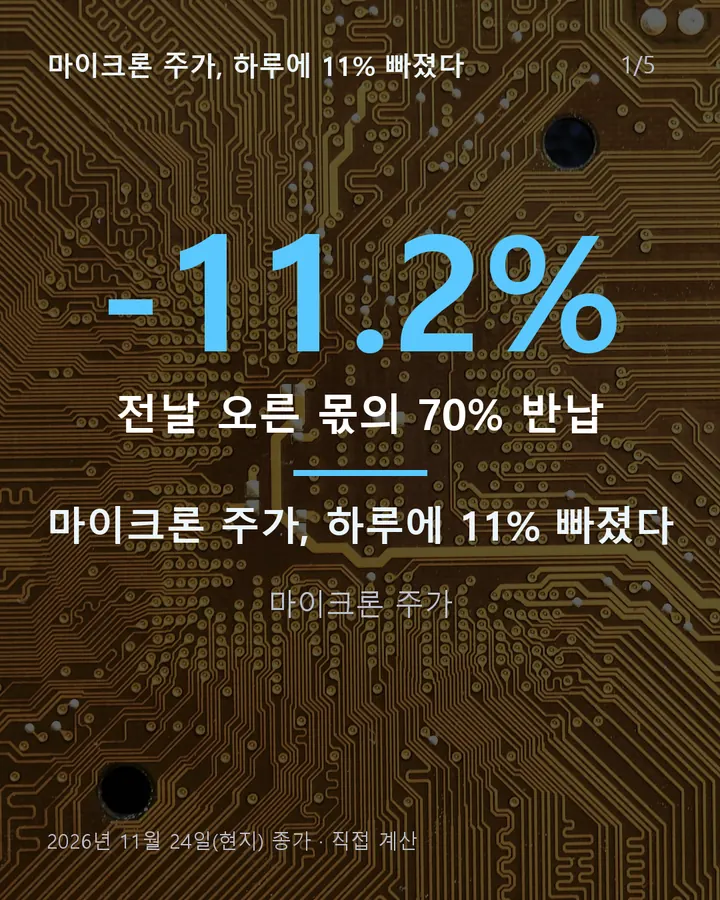 마이크론 주가, 하루에 11% 빠졌다
1/5
-11.2%
전날 오른 몫의 70% 반납
마이크론 주가, 하루에 11% 빠졌다
마이크론 주가
2026년 11월 24일(현지) 종가 · 직접 계산